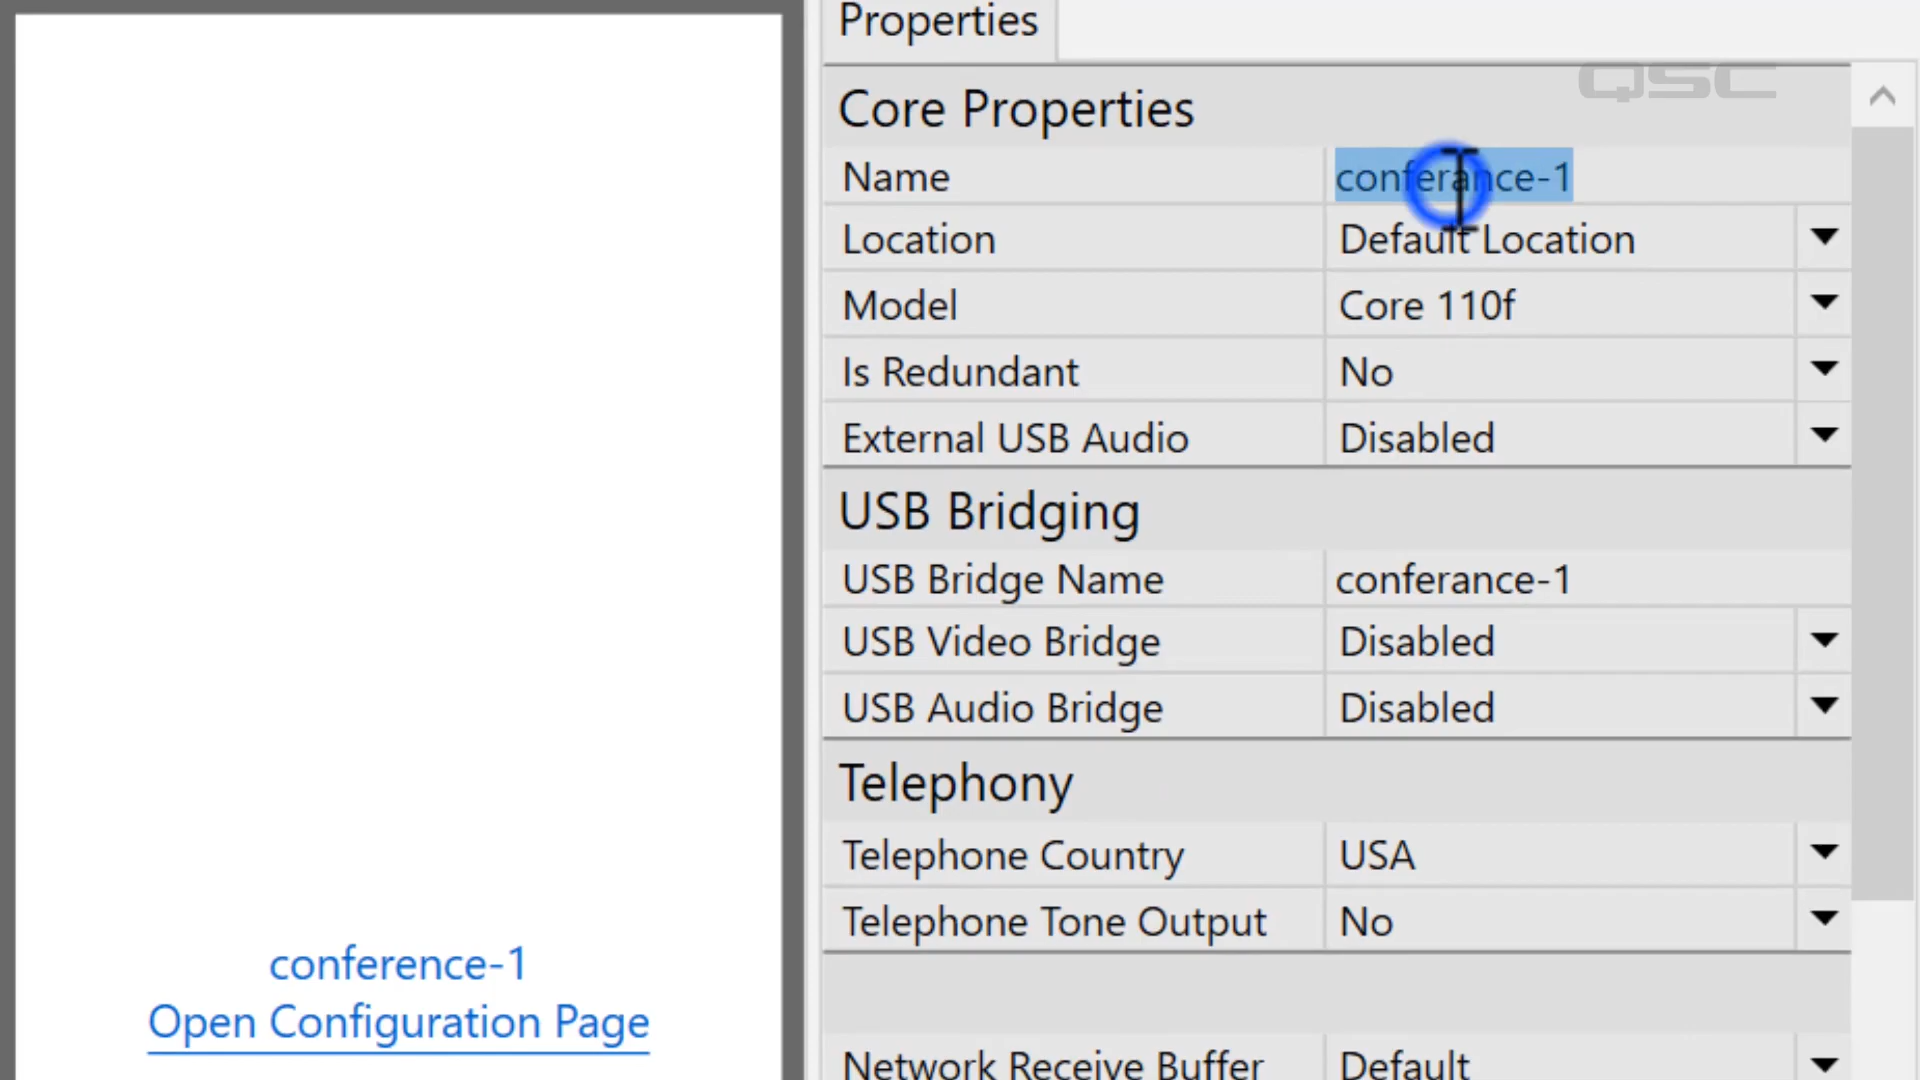 Properties
QSC
Core Properties
Name conferance-1
Location Default Location
Model Core 110f
Is Redundant No
External USB Audio Disabled
USB Bridging
USB Bridge Name conferance-1
USB Video Bridge Disabled
USB Audio Bridge Disabled
Telephony
Telephone Country USA
Telephone Tone Output No
Network Receive Buffer Default
conference-1
Open Configuration Page